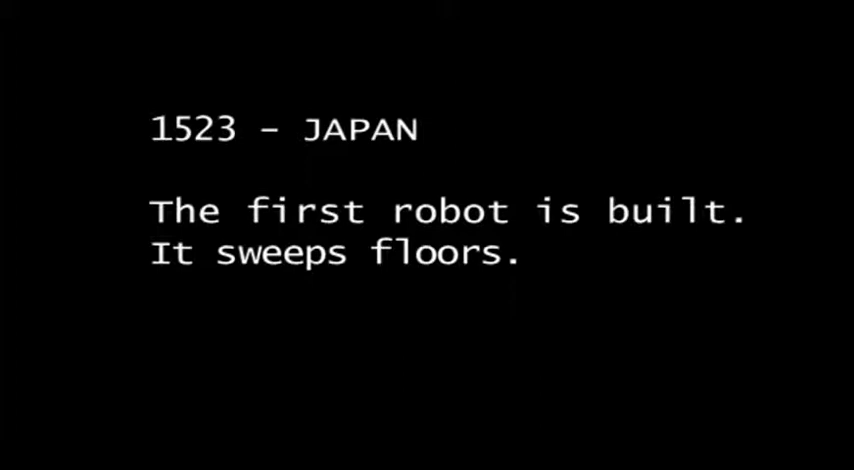 1523 – JAPAN
The first robot is built.
It sweeps floors.